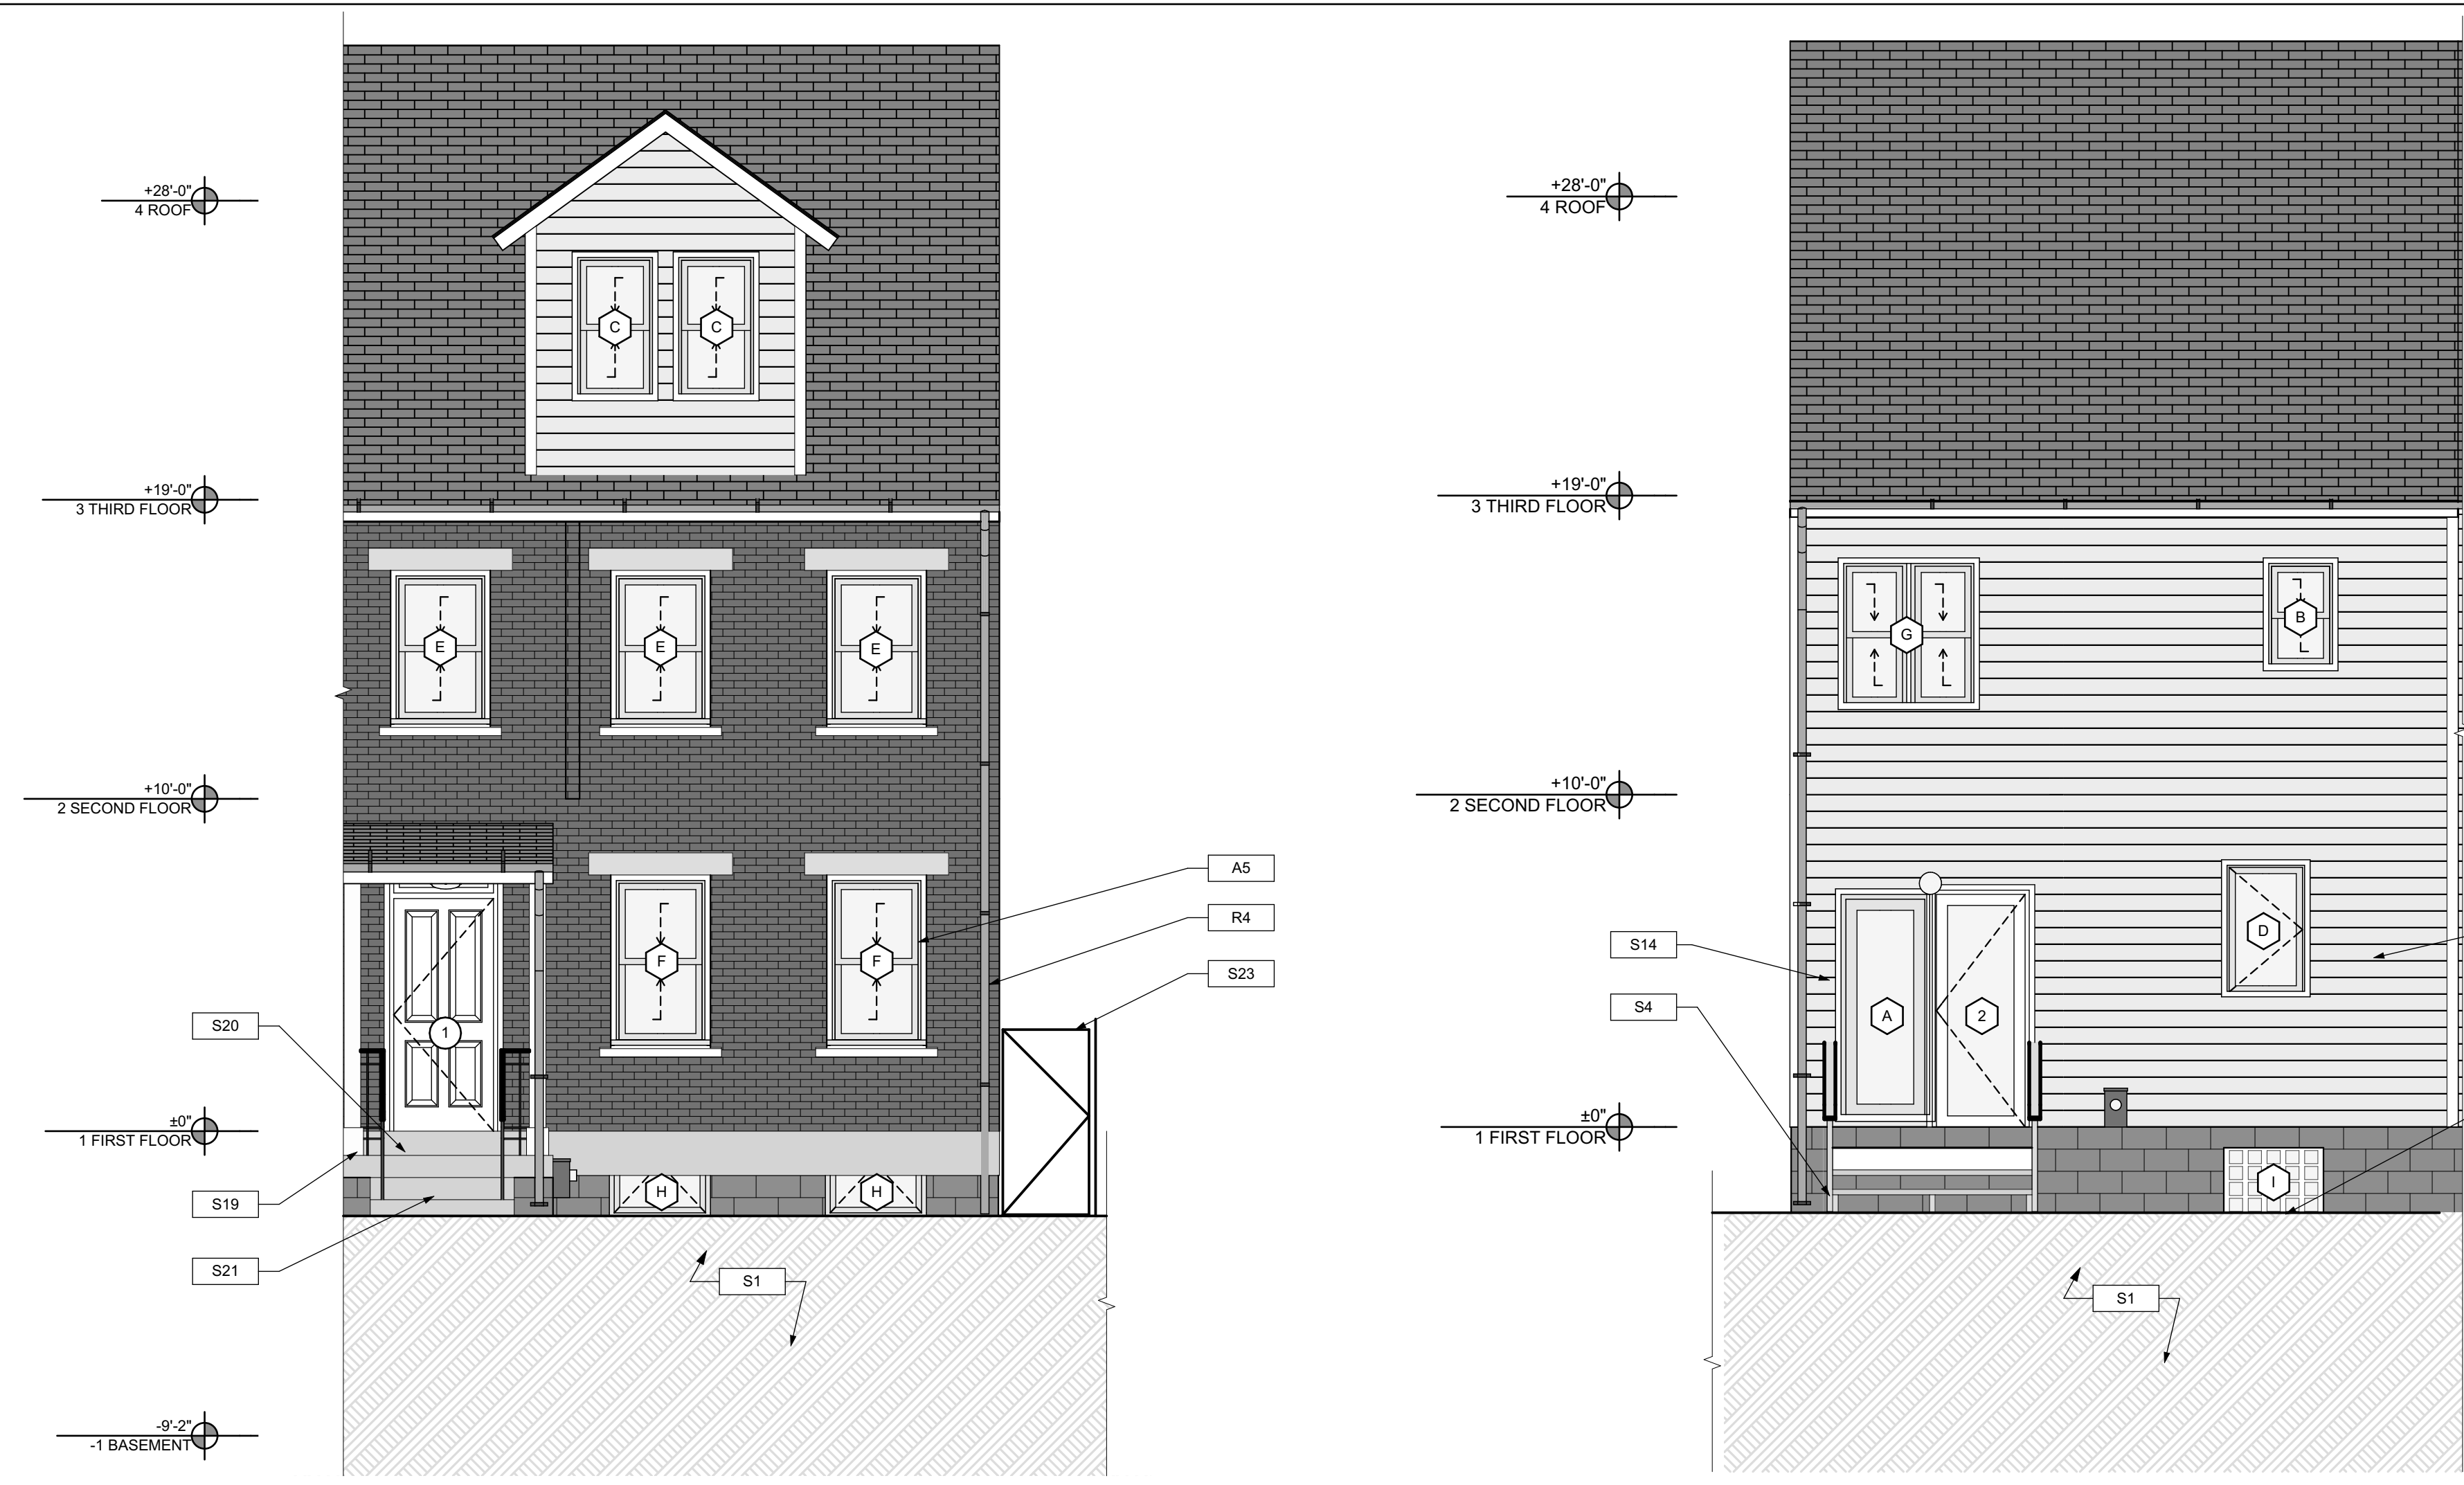 +28'-0"
4 ROOF
+19'-0"
3 THIRD FLOOR
+10'-0"
2 SECOND FLOOR
±0"
1 FIRST FLOOR
-9'-2"
-1 BASEMENT
C
C
E
E
E
F
F
1
H
H
S20
S19
S21
A5
R4
S23
S1
+28'-0"
4 ROOF
+19'-0"
3 THIRD FLOOR
+10'-0"
2 SECOND FLOOR
±0"
1 FIRST FLOOR
G
B
D
A
2
I
S14
S4
S1